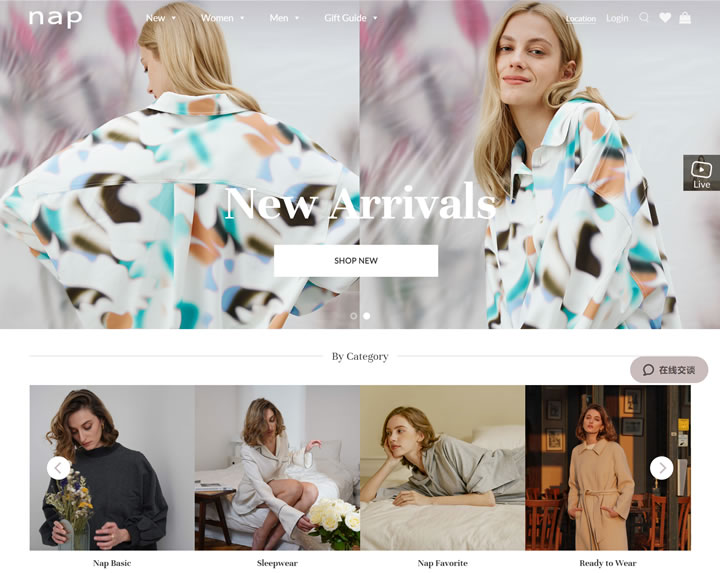 nap
New
Women
Men
Gift Guide
Location
Login
Live
New Arrivals
SHOP NEW
By Category
在线交谈
Nap Basic
Sleepwear
Nap Favorite
Ready to Wear